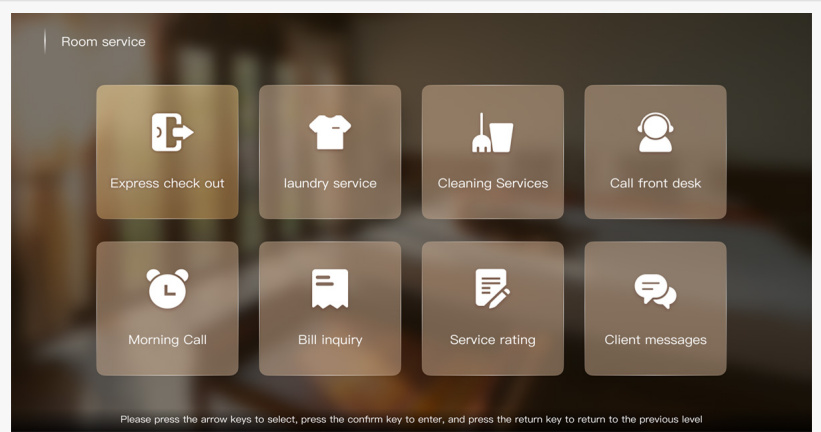 Room service
Express check out
laundry service
Cleaning Services
Call front desk
Morning Call
Bill inquiry
Service rating
Client messages
Please press the arrow keys to select, press the confirm key to enter, and press the return key to return to the previous level